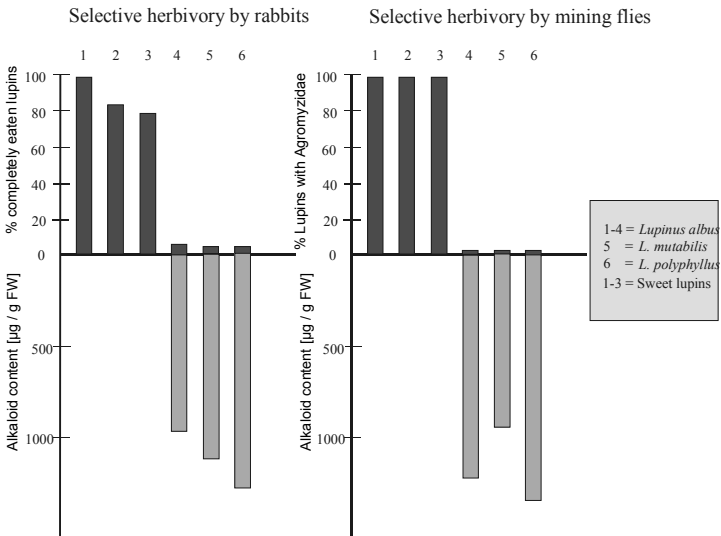 Selective herbivory by rabbits
1 2 3 4 5 6
% completely eaten lupins
100
80
60
40
20
0
Alkaloid content [µg / g FW]
500
1000
Selective herbivory by mining flies
1 2 3 4 5 6
% Lupins with Agromyzidae
100
80
60
40
20
0
Alkaloid content [µg / g FW]
500
1000
1-4 = Lupinus albus
5 = L. mutabilis
6 = L. polyphyllus
1-3 = Sweet lupins